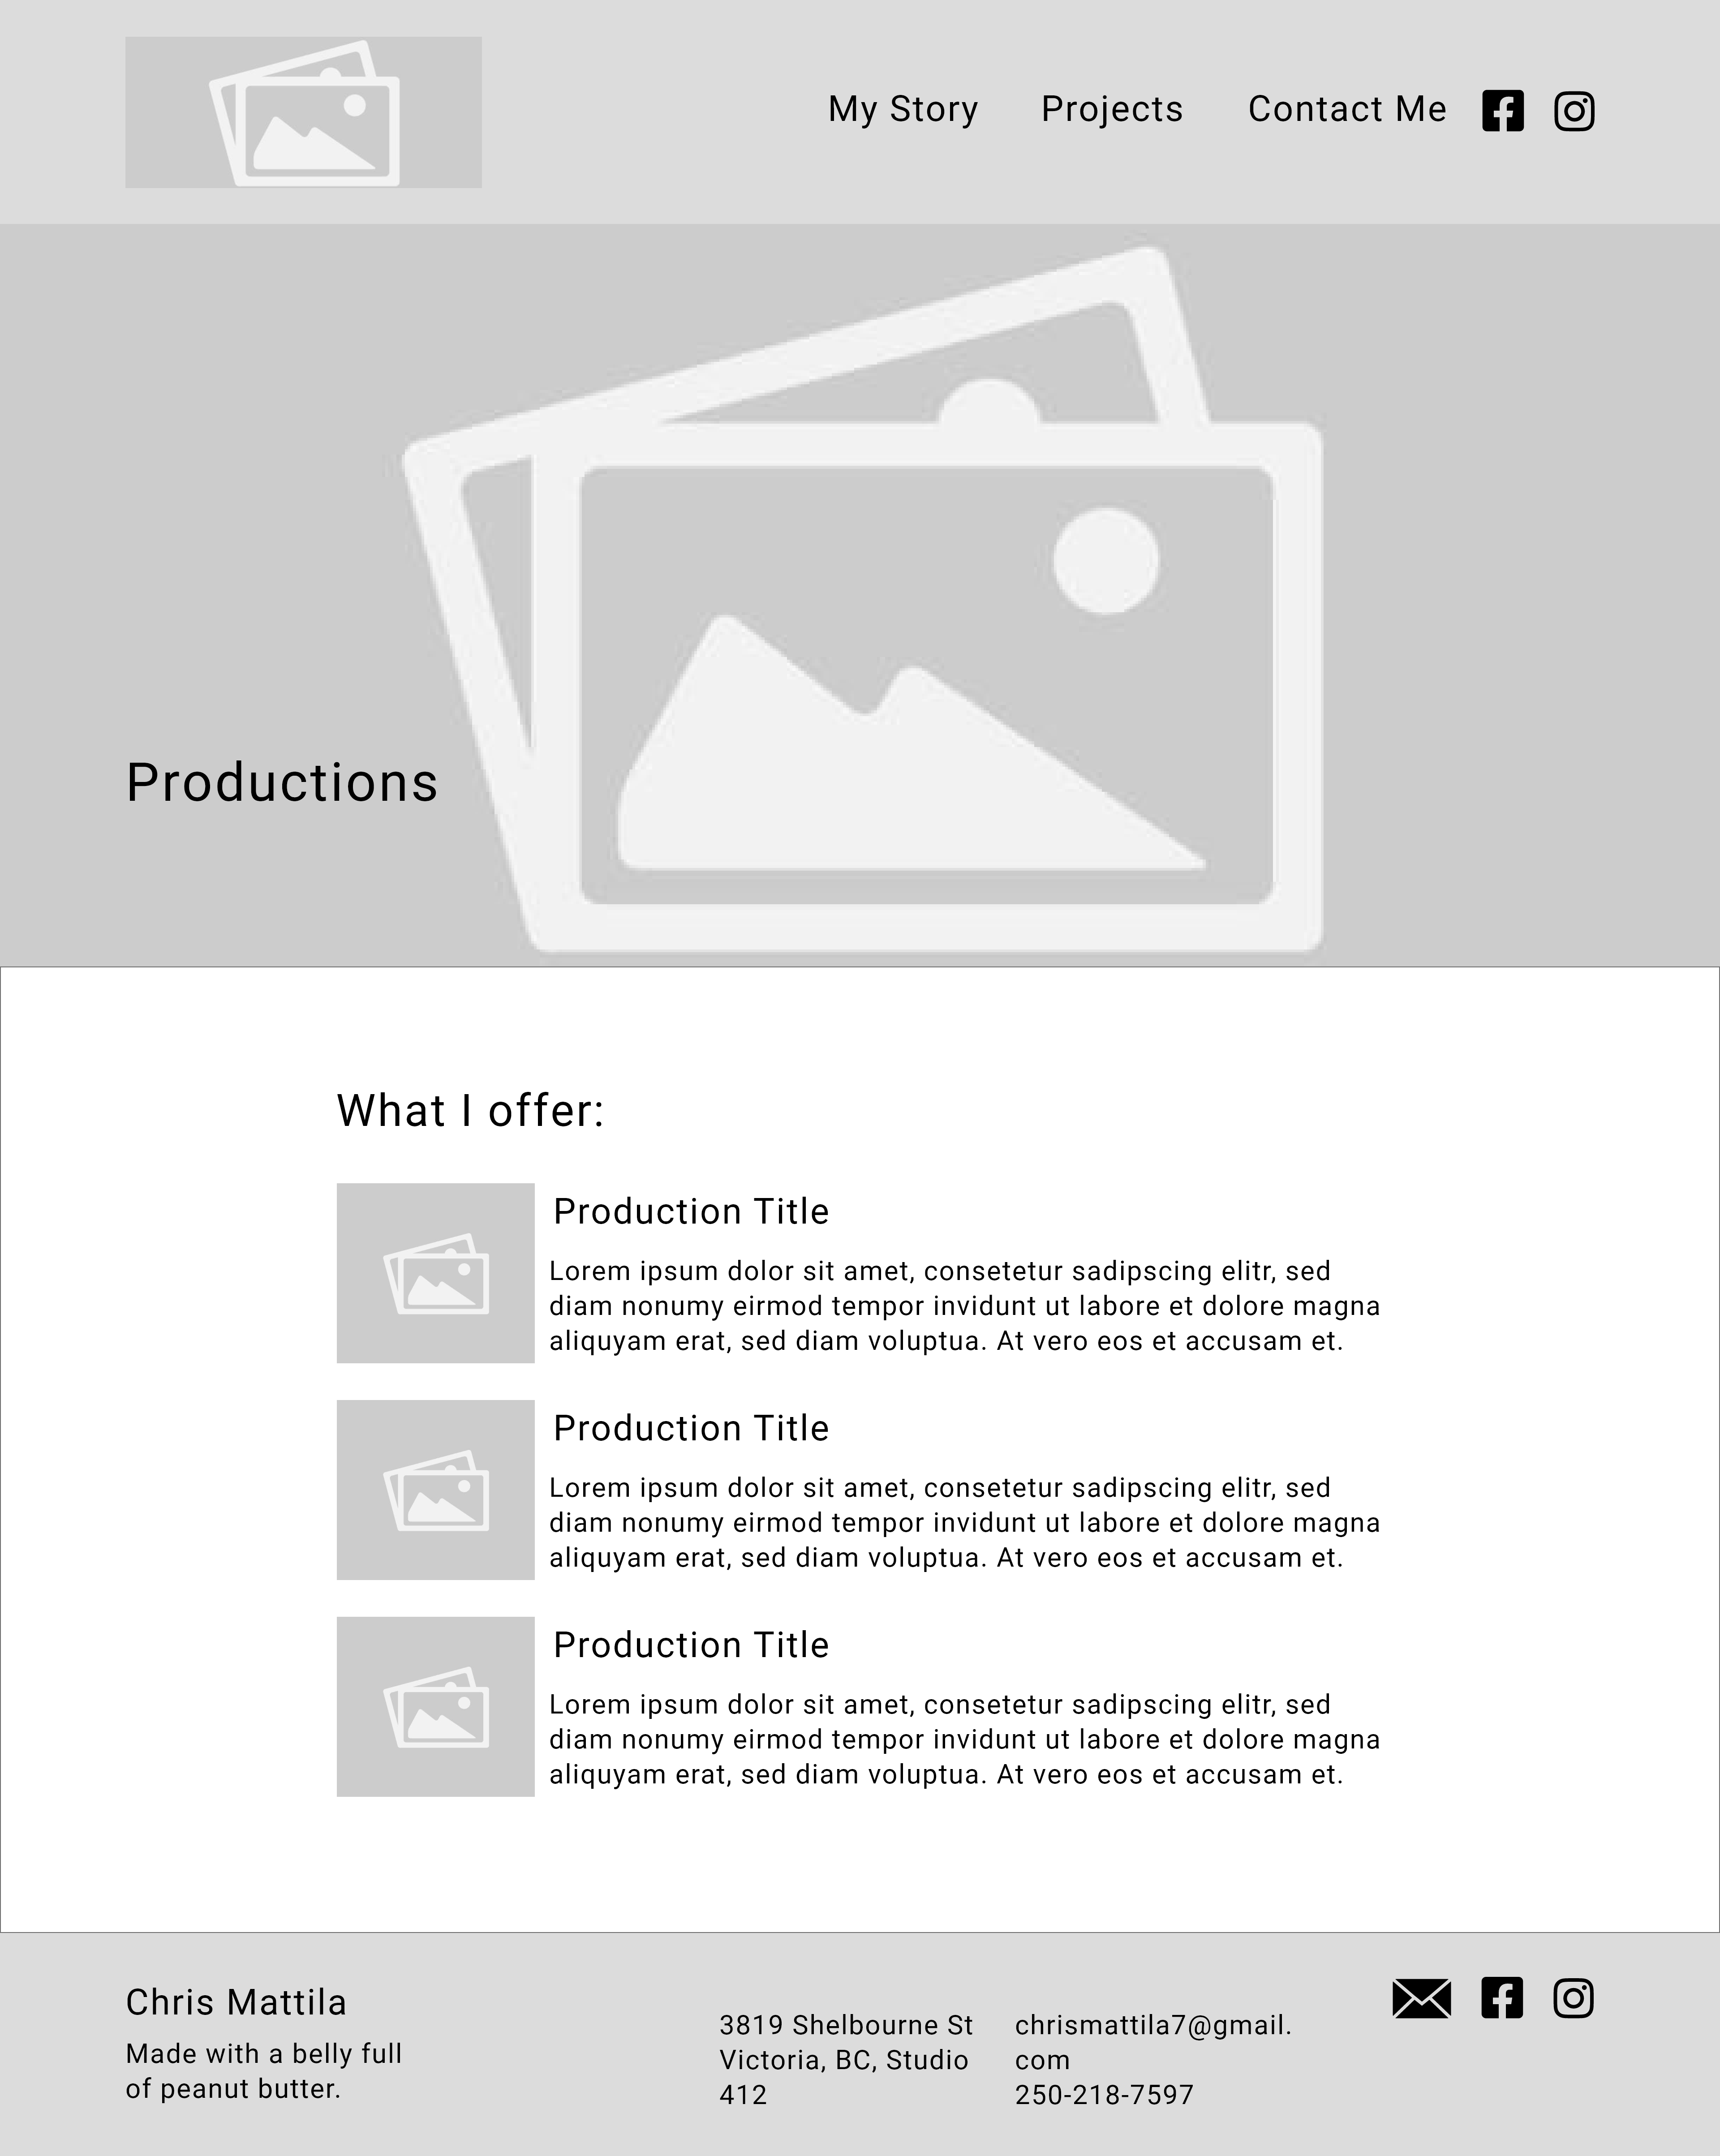 My Story Projects Contact Me
Productions
What I offer:
Production Title
Lorem ipsum dolor sit amet, consetetur sadipscing elitr, sed
diam nonumy eirmod tempor invidunt ut labore et dolore magna
aliquyam erat, sed diam voluptua. At vero eos et accusam et.
Production Title
Lorem ipsum dolor sit amet, consetetur sadipscing elitr, sed
diam nonumy eirmod tempor invidunt ut labore et dolore magna
aliquyam erat, sed diam voluptua. At vero eos et accusam et.
Production Title
Lorem ipsum dolor sit amet, consetetur sadipscing elitr, sed
diam nonumy eirmod tempor invidunt ut labore et dolore magna
aliquyam erat, sed diam voluptua. At vero eos et accusam et.
Chris Mattila
Made with a belly full
of peanut butter.
3819 Shelbourne St
Victoria, BC, Studio
412
chrismattila7@gmail.
com
250-218-7597